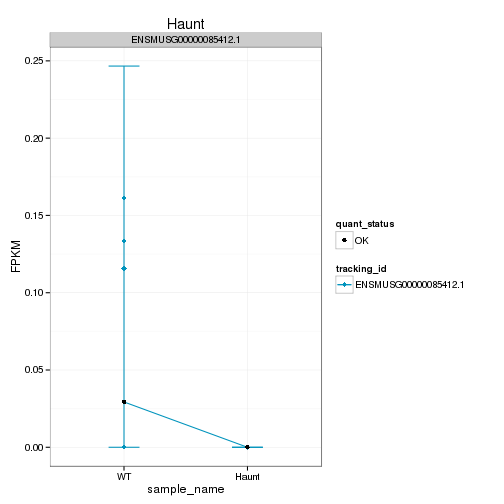 Haunt
ENSMUSG00000085412.1
0.25
0.20
0.15
0.10
0.05
0.00
FPKM
WT Haunt
sample_name
quant_status
OK
tracking_id
ENSMUSG00000085412.1